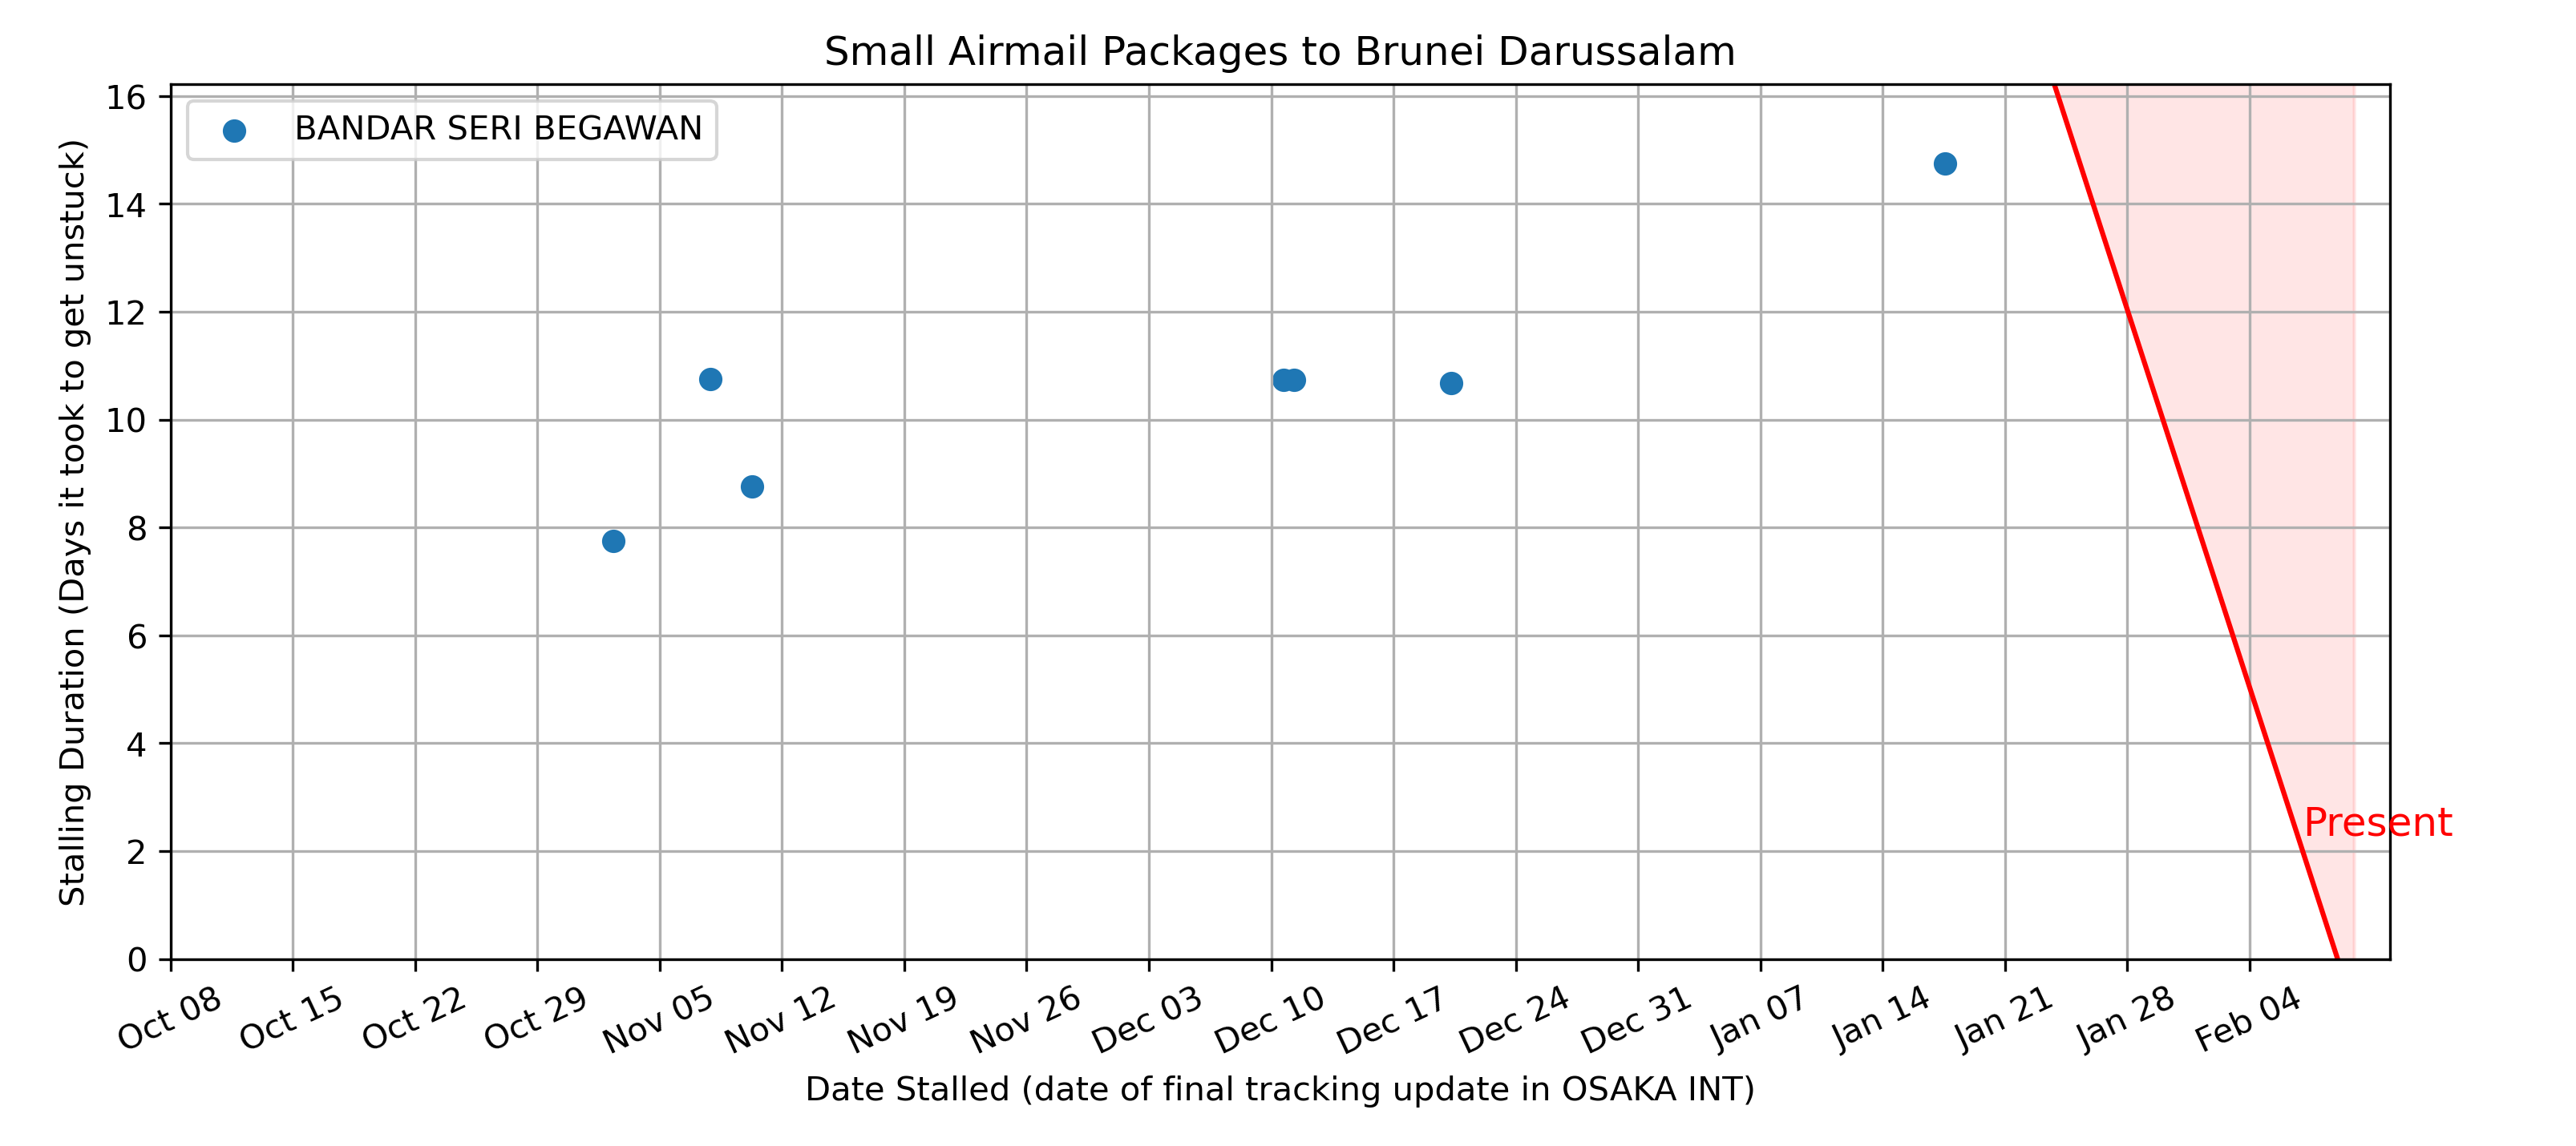 Small Airmail Packages to Brunei Darussalam
BANDAR SERI BEGAWAN
Stalling Duration (Days it took to get unstuck)
16
14
12
10
8
6
4
2
0
Present
Oct 08
Oct 15
Oct 22
Oct 29
Nov 05
Nov 12
Nov 19
Nov 26
Dec 03
Dec 10
Dec 17
Dec 24
Dec 31
Jan 07
Jan 14
Jan 21
Jan 28
Feb 04
Date Stalled (date of final tracking update in OSAKA INT)